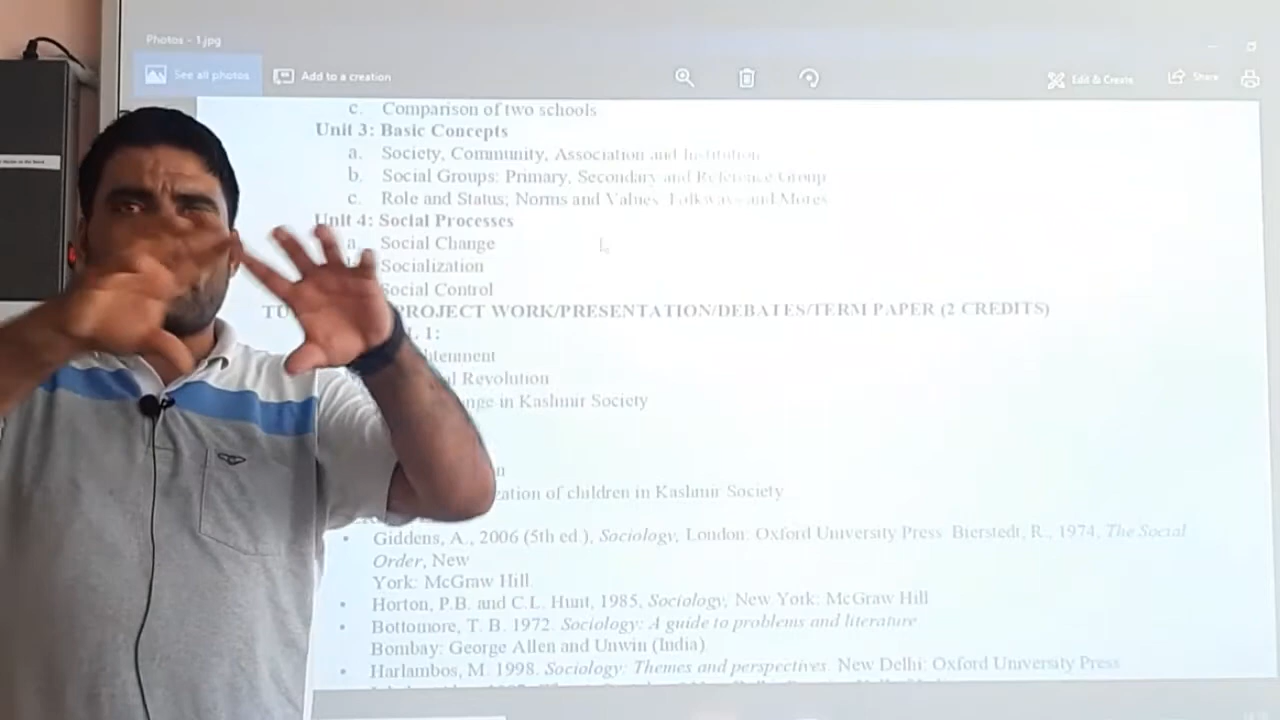 Photos - 1.jpg
See all photos
Add to a creation
Edit & Create
Share
c. Comparison of two schools
Unit 3: Basic Concepts
a. Society, Community, Association and Institution
b. Social Groups: Primary, Secondary and Reference Group
c. Role and Status; Norms and Values, Folkways and Mores
Unit 4: Social Processes
a. Social Change
Socialization
Social Control
PROJECT WORK/PRESENTATION/DEBATES/TERM PAPER (2 CREDITS)
1:
Revolution
in Kashmir Society
of children in Kashmir Society
• Giddens, A., 2006 (5th ed.), Sociology, London: Oxford University Press. Bierstedt, R., 1974, The Social
Order, New
York: McGraw Hill.
• Horton, P.B. and C.L. Hunt, 1985, Sociology, New York: McGraw Hill
• Bottomore, T. B. 1972. Sociology: A guide to problems and literature
Bombay: George Allen and Unwin (India)
• Harlambos, M. 1998. Sociology: Themes and perspectives. New Delhi: Oxford University Press